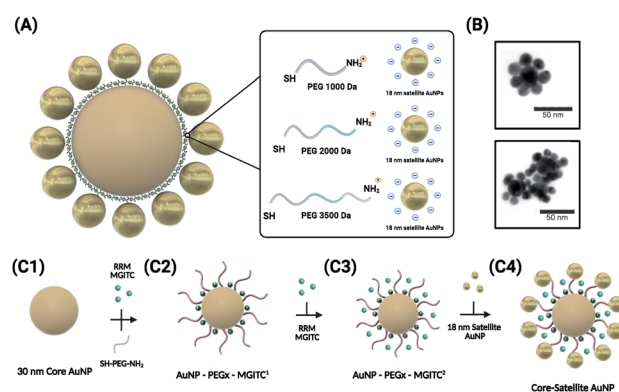 (A)
SH
NH₂
+
PEG 1000 Da
18 nm satellite AuNPs
SH
NH₂
+
PEG 2000 Da
18 nm satellite AuNPs
SH
NH₂
+
PEG 3500 Da
18 nm satellite AuNPs
(B)
50 nm
50 nm
(C1)
30 nm Core AuNP
RRM
MGITC
SH-PEG-NH₂
(C2)
AuNP - PEGx - MGITC¹
RRM
MGITC
(C3)
AuNP - PEGx - MGITC²
18 nm Satellite
AuNP
(C4)
Core-Satellite AuNP